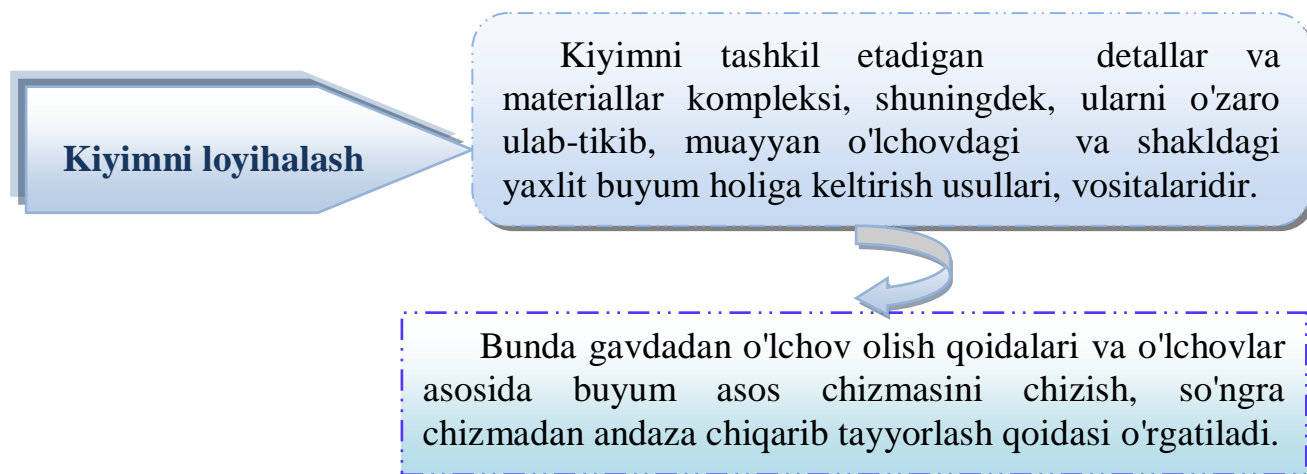 Kiyimni loyihalash
Kiyimni tashkil etadigan detallar va
materiallar kompleksi, shuningdek, ularni o'zaro
ulab-tikib, muayyan o'lchovdagi va shakldagi
yaxlit buyum holiga keltirish usullari, vositalaridir.
Bunda gavdadan o'lchov olish qoidalari va o'lchovlar
asosida buyum asos chizmasini chizish, so'ngra
chizmadan andaza chiqarib tayyorlash qoidasi o'rgatiladi.